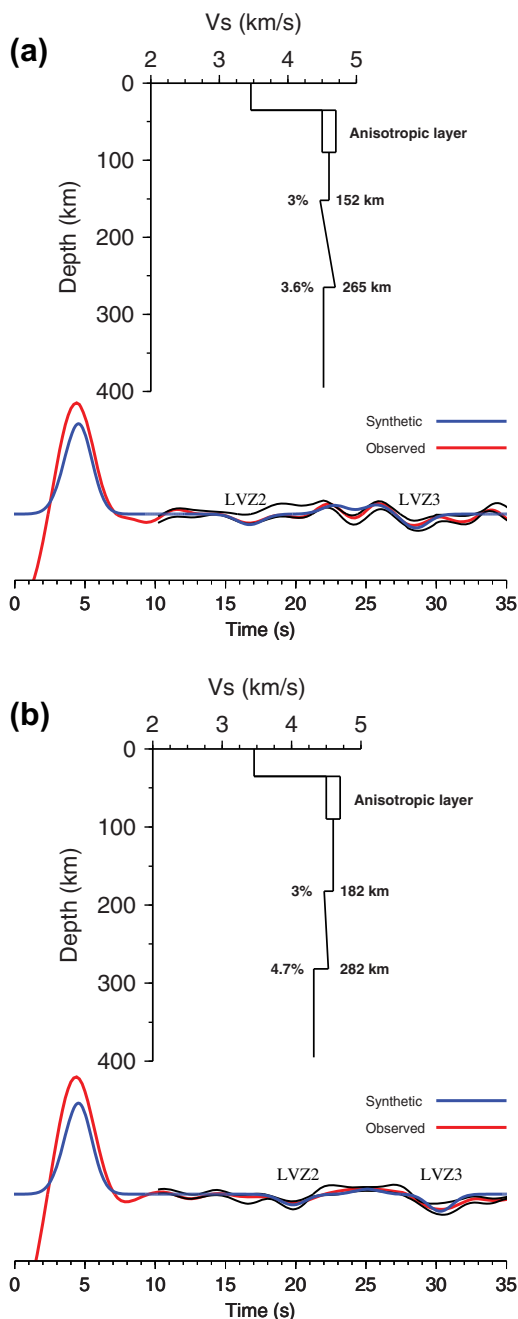 (a)
Vs (km/s)
2 3 4 5
0
100
200
300
400
Depth (km)
Anisotropic layer
3% 152 km
3.6% 265 km
Synthetic
Observed
LVZ2 LVZ3
0 5 10 15 20 25 30 35
Time (s)
(b)
Vs (km/s)
2 3 4 5
0
100
200
300
400
Depth (km)
Anisotropic layer
3% 182 km
4.7% 282 km
Synthetic
Observed
LVZ2 LVZ3
0 5 10 15 20 25 30 35
Time (s)